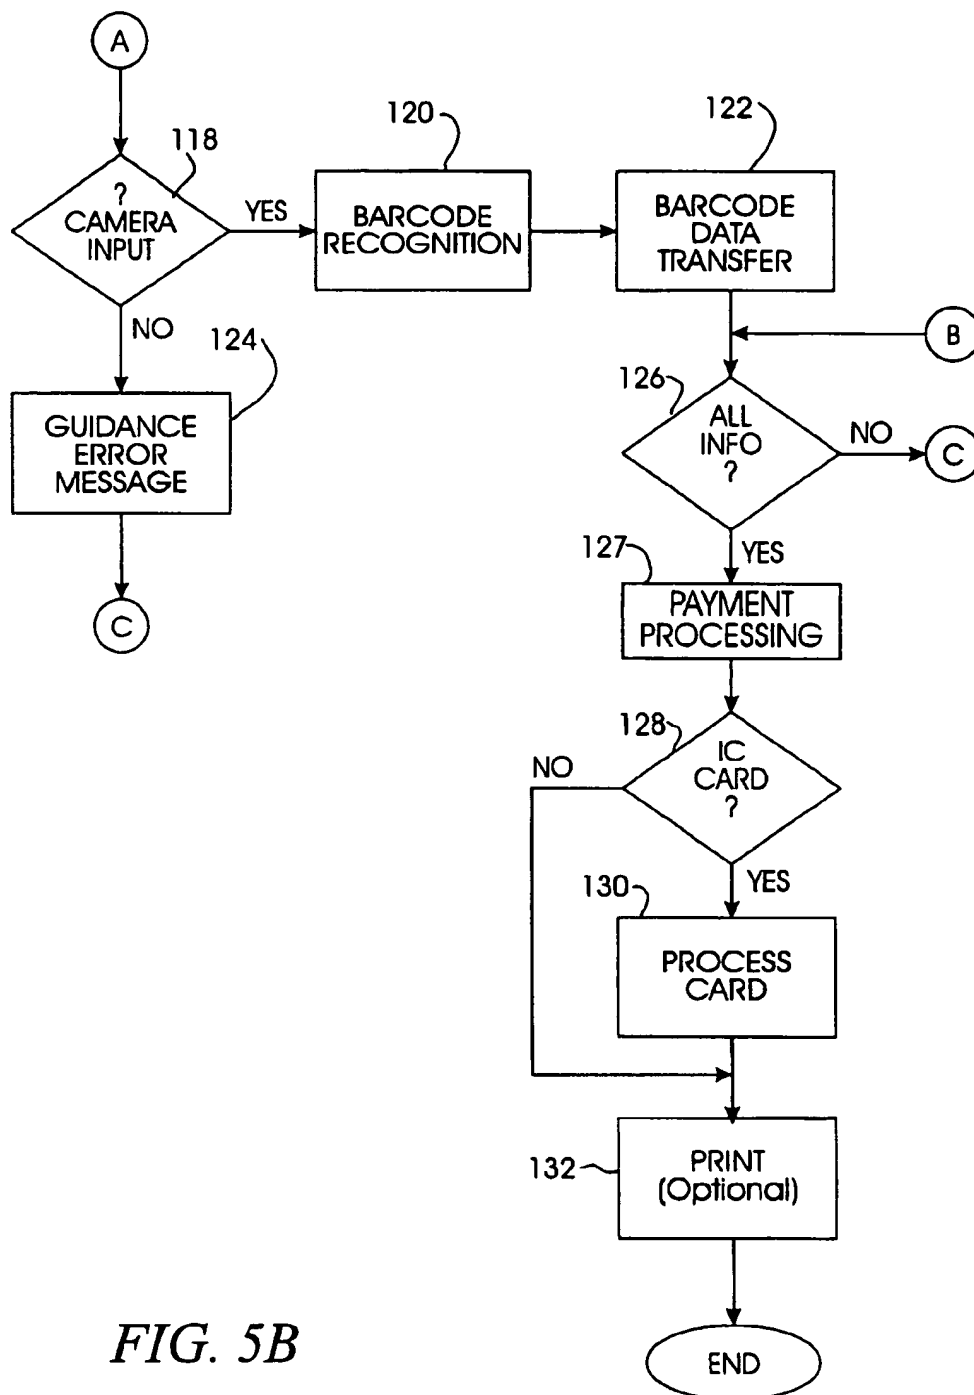 A
118
?
CAMERA
INPUT
YES
120
BARCODE
RECOGNITION
122
BARCODE
DATA
TRANSFER
NO
B
124
GUIDANCE
ERROR
MESSAGE
C
126
ALL
INFO
?
NO
C
YES
127
PAYMENT
PROCESSING
128
IC
CARD
?
NO
YES
130
PROCESS
CARD
132
PRINT
(Optional)
END
FIG. 5B